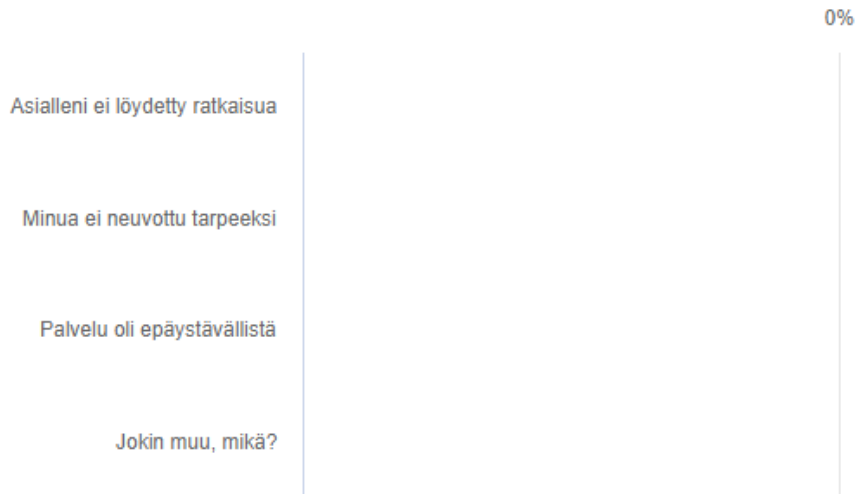 0%
Asialleni ei löydetty ratkaisua
Minua ei neuvottu tarpeeksi
Palvelu oli epäystävällistä
Jokin muu, mikä?